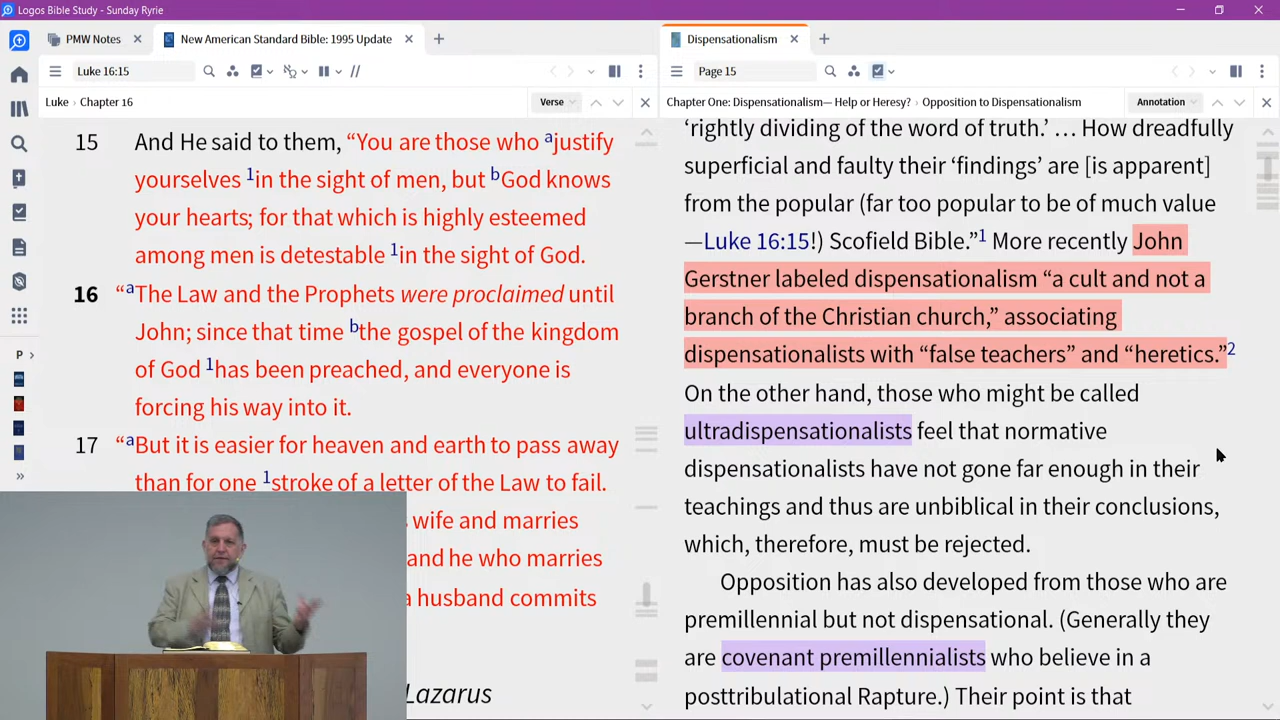 Logos Bible Study - Sunday Ryrie
PMW Notes
New American Standard Bible: 1995 Update
Luke 16:15
Luke › Chapter 16
Verse
15 And He said to them, “You are those who ajustify
yourselves 1in the sight of men, but bGod knows
your hearts; for that which is highly esteemed
among men is detestable 1in the sight of God.
16 “aThe Law and the Prophets were proclaimed until
John; since that time bthe gospel of the kingdom
of God 1has been preached, and everyone is
forcing his way into it.
17 “aBut it is easier for heaven and earth to pass away
than for one 1stroke of a letter of the Law to fail.
wife and marries
and he who marries
a husband commits
Lazarus
P
Dispensationalism
Page 15
Chapter One: Dispensationalism— Help or Heresy? › Opposition to Dispensationalism
Annotation
‘rightly dividing of the word of truth.’ … How dreadfully
superficial and faulty their ‘findings’ are [is apparent]
from the popular (far too popular to be of much value
—Luke 16:15!) Scofield Bible.”1 More recently John
Gerstner labeled dispensationalism “a cult and not a
branch of the Christian church,” associating
dispensationalists with “false teachers” and “heretics.”2
On the other hand, those who might be called
ultradispensationalists feel that normative
dispensationalists have not gone far enough in their
teachings and thus are unbiblical in their conclusions,
which, therefore, must be rejected.
Opposition has also developed from those who are
premillennial but not dispensational. (Generally they
are covenant premillennialists who believe in a
posttribulational Rapture.) Their point is that